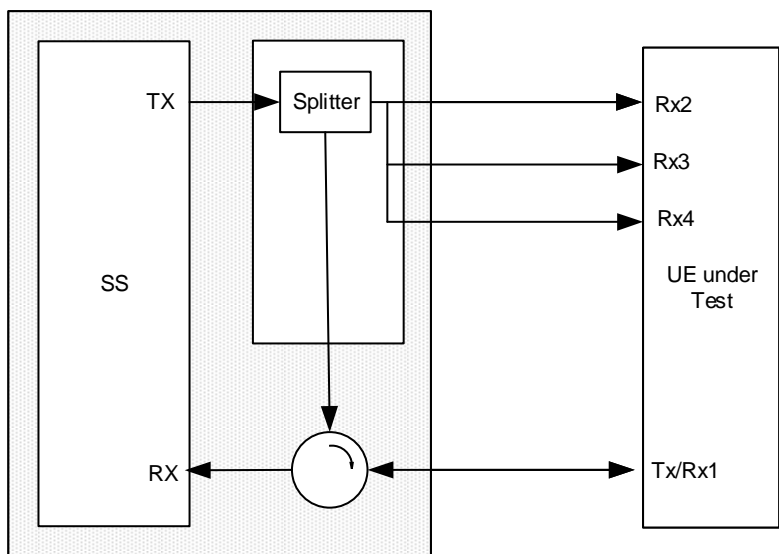 TX
Splitter
Rx2
Rx3
Rx4
SS
UE under
Test
RX
Tx/Rx1